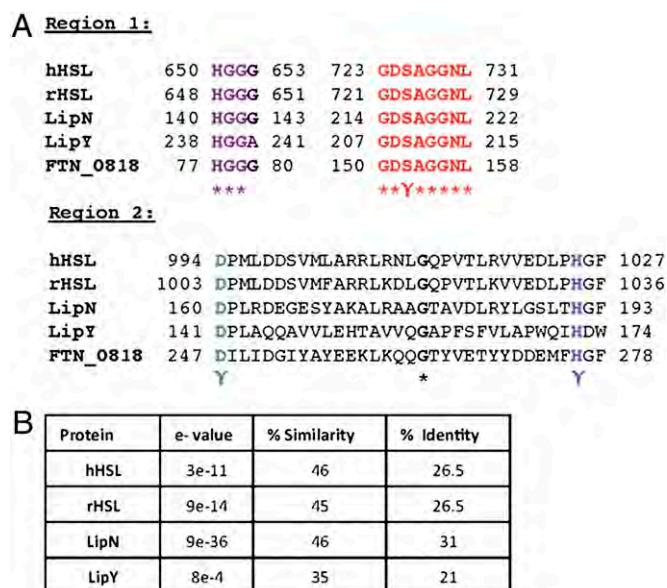 A Region 1:
hHSL 650 HGGG 653 723 GDSAGGNL 731
rHSL 648 HGGG 651 721 GDSAGGNL 729
LipN 140 HGGG 143 214 GDSAGGNL 222
LipY 238 HGGA 241 207 GDSAGGNL 215
FTN_0818 77 HGGG 80 150 GDSAGGNL 158
*** **Y*****
Region 2:
hHSL 994 DPMLDDSVMLARRLRNLGQPVTLRVVEDLPHGF 1027
rHSL 1003 DPMLDDSVMFARRLKDLGQPVTLKVVEDLPHGF 1036
LipN 160 DPLRDEGESYAKALRAAGTAVDLRYLGSLTHGF 193
LipY 141 DPLAQQAVVLEHTAVVQGAPFSFVLAPWQIHDW 174
FTN_0818 247 DILIDGIYAYEEKLKQQGTYVETYYDDEMFHGF 278
Y * Y
B Protein e- value % Similarity % Identity
hHSL 3e-11 46 26.5
rHSL 9e-14 45 26.5
LipN 9e-36 46 31
LipY 8e-4 35 21